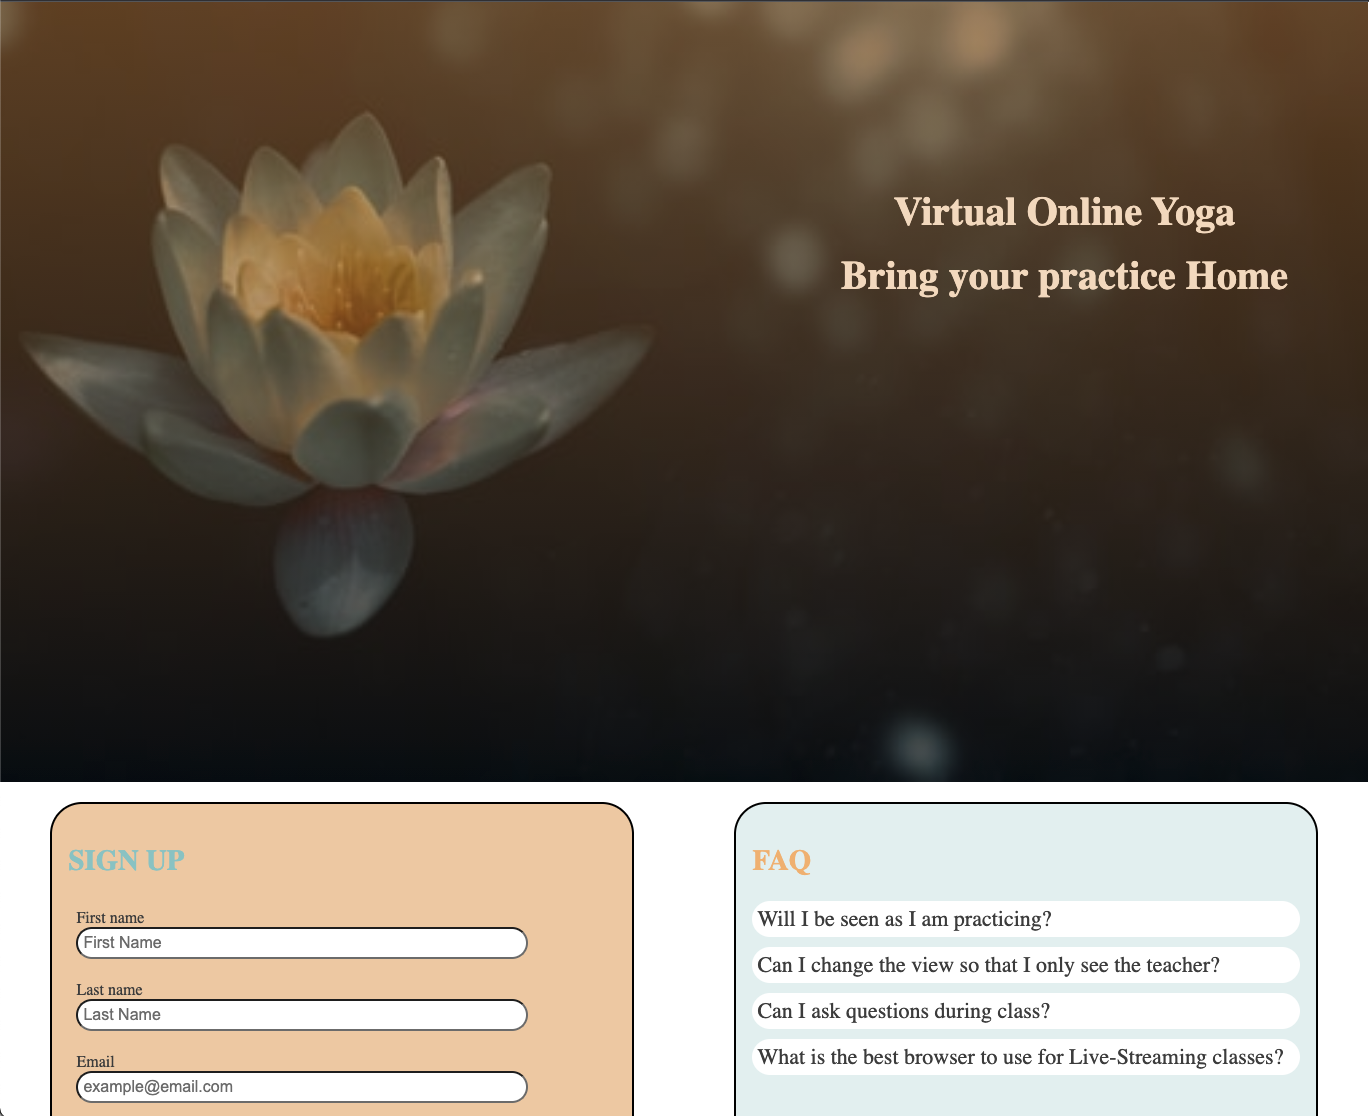 Virtual Online Yoga
Bring your practice Home
SIGN UP
First name
First Name
Last name
Last Name
Email
example@email.com
FAQ
Will I be seen as I am practicing?
Can I change the view so that I only see the teacher?
Can I ask questions during class?
What is the best browser to use for Live-Streaming classes?